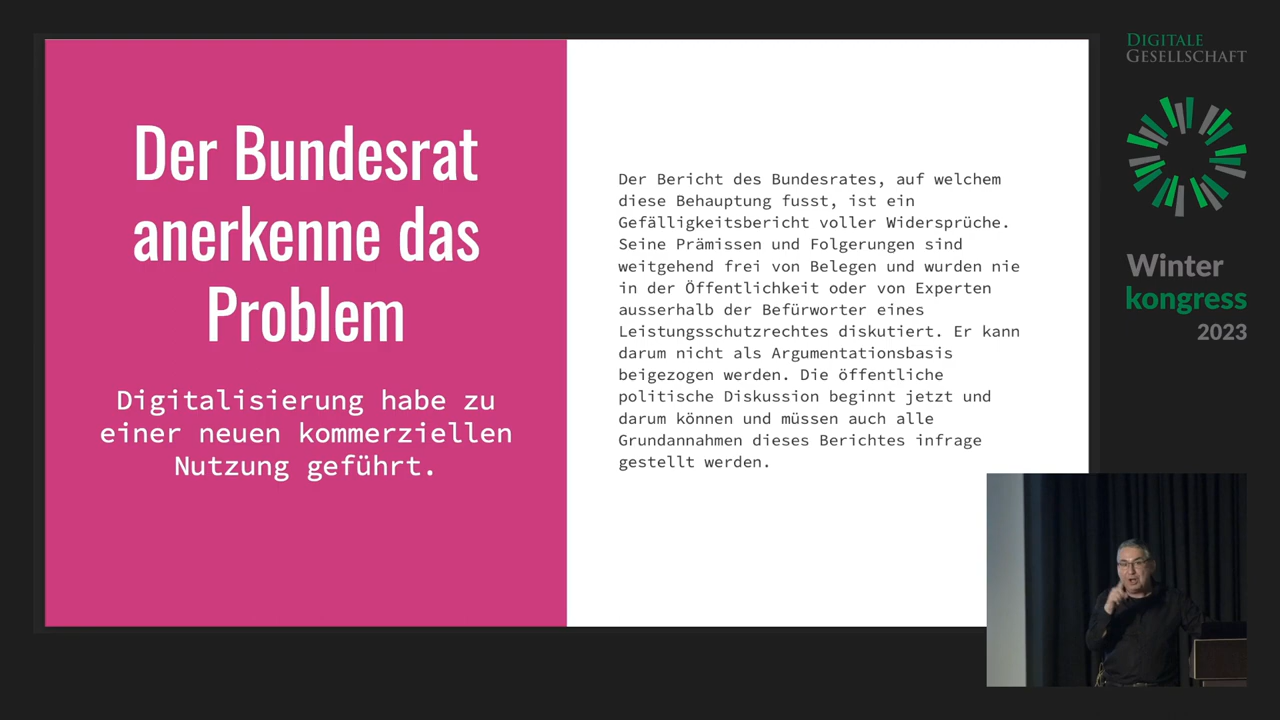 Der Bundesrat
anerkenne das
Problem
Digitalisierung habe zu
einer neuen kommerziellen
Nutzung geführt.
Der Bericht des Bundesrates, auf welchem
diese Behauptung fusst, ist ein
Gefälligkeitsbericht voller Widersprüche.
Seine Prämissen und Folgerungen sind
weitgehend frei von Belegen und wurden nie
in der Öffentlichkeit oder von Experten
ausserhalb der Befürworter eines
Leistungsschutzrechtes diskutiert. Er kann
darum nicht als Argumentationsbasis
beigezogen werden. Die öffentliche
politische Diskussion beginnt jetzt und
darum können und müssen auch alle
Grundannahmen dieses Berichtes infrage
gestellt werden.
DIGITALE
GESELLSCHAFT
Winter
kongress
2023